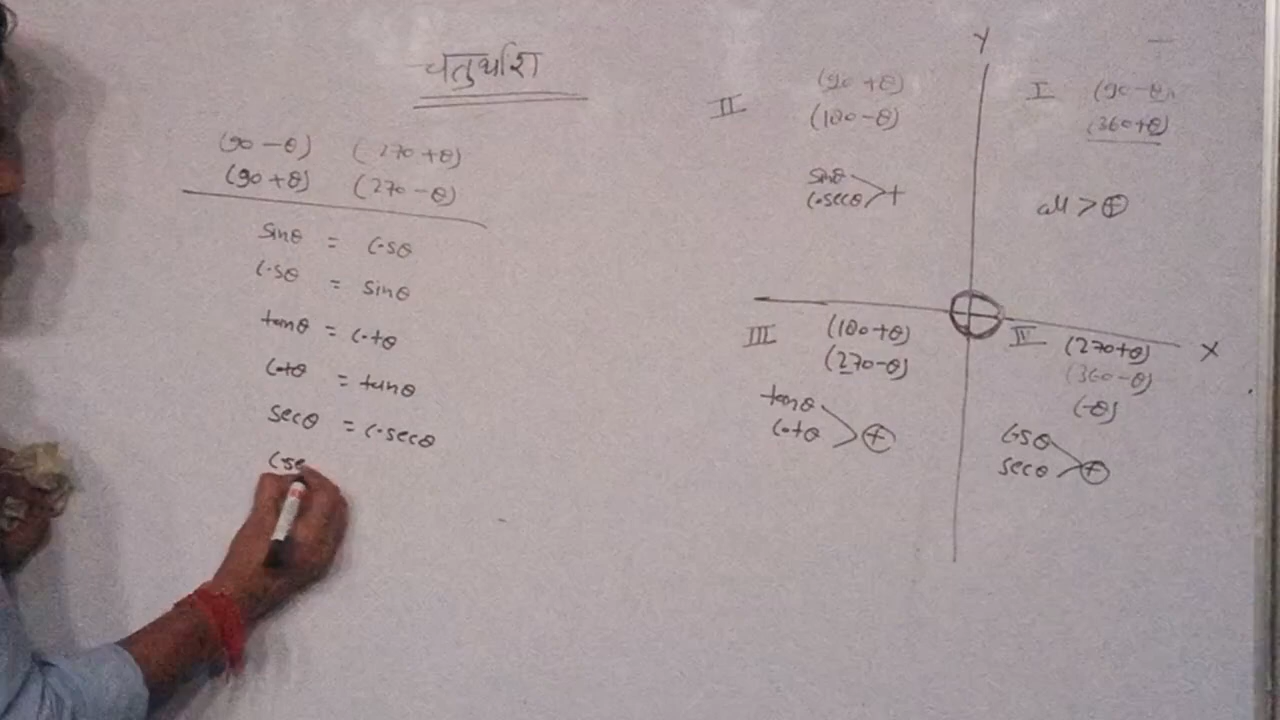 चतुर्थांश
(90 - θ) (270 + θ)
(90 + θ) (270 - θ)
sinθ = cosθ
cosθ = sinθ
tanθ = cotθ
cotθ = tanθ
secθ = cosecθ
cose
Y
II (90 + θ)
(180 - θ)
sinθ
cosecθ > +
I (90 - θ)
(360 + θ)
all > ⊕
III (180 + θ)
(270 - θ)
tanθ
cotθ > ⊕
IV (270 + θ)
(360 - θ)
(-θ)
cosθ
secθ > ⊕
X